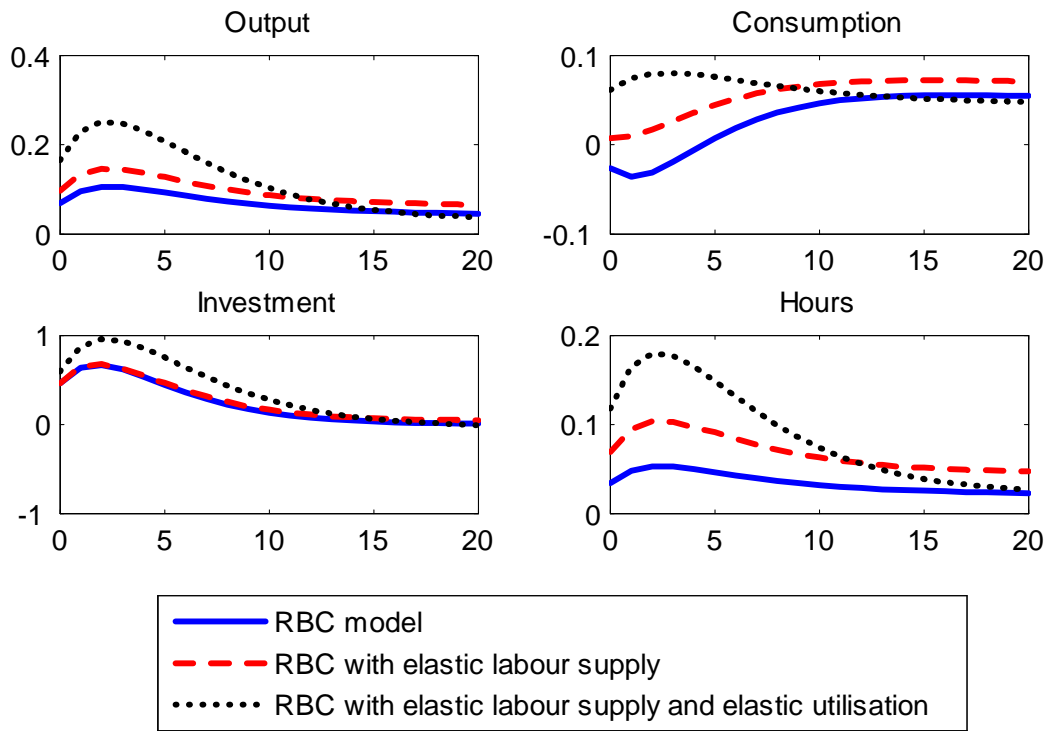 Output
Consumption
0.4
0.2
0
0.1
0
-0.1
0 5 10 15 20
0 5 10 15 20
Investment
Hours
1
0
-1
0.2
0.1
0
0 5 10 15 20
0 5 10 15 20
RBC model
RBC with elastic labour supply
RBC with elastic labour supply and elastic utilisation